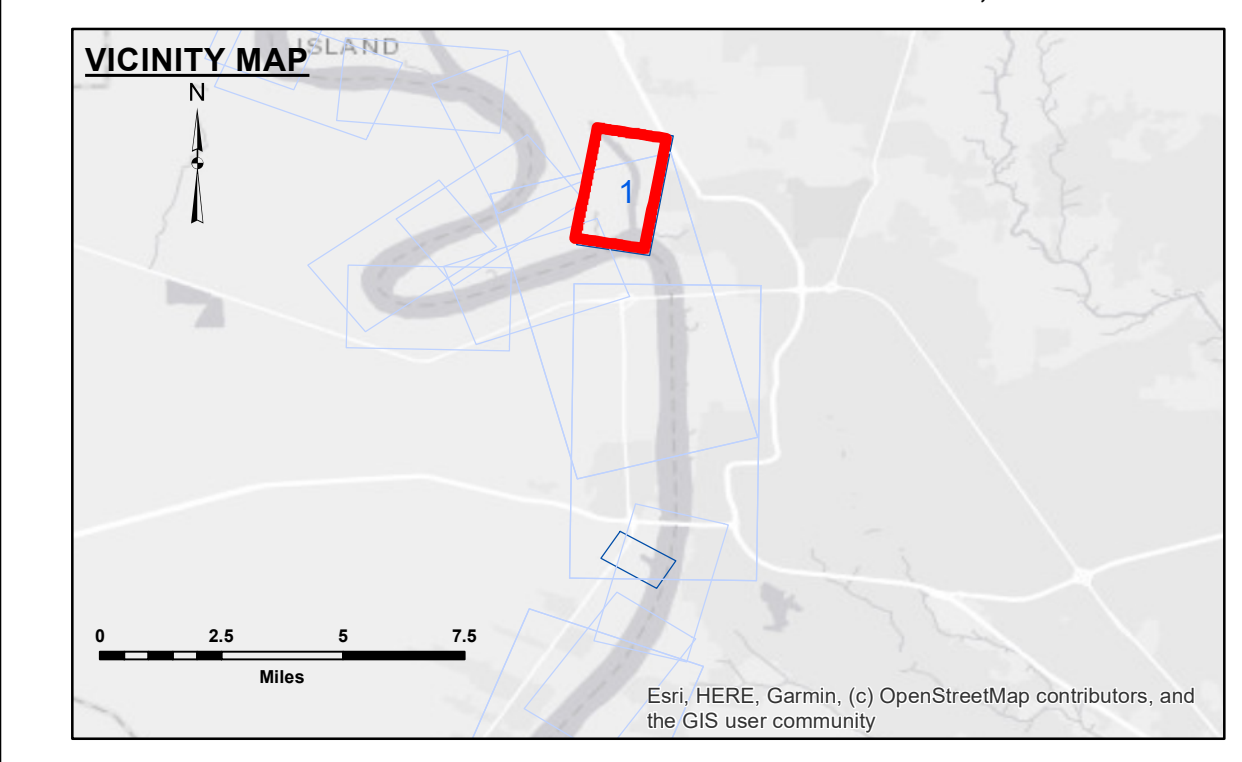 ISLAND
VICINITY MAP
N
1
0 2.5 5 7.5
Miles
Esri, HERE, Garmin, (c) OpenStreetMap contributors, and
the GIS user community